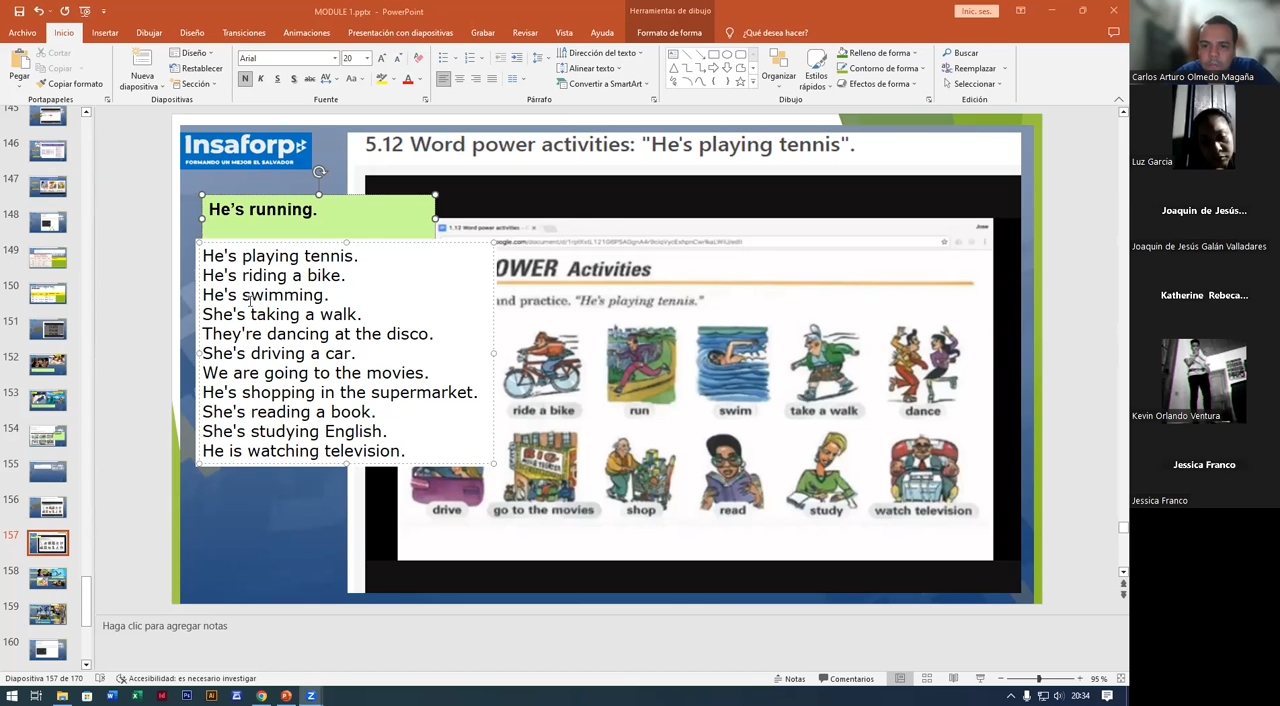 MODULE 1.pptx - PowerPoint
Herramientas de dibujo
Inic. ses.
Archivo
Inicio
Insertar
Dibujar
Diseño
Transiciones
Animaciones
Presentación con diapositivas
Grabar
Revisar
Vista
Ayuda
Formato de forma
¿Qué desea hacer?
Pegar
Cortar
Copiar
Copiar formato
Portapapeles
Nueva diapositiva
Diseño
Restablecer
Sección
Diapositivas
Arial
20
Fuente
Párrafo
Dirección del texto
Alinear texto
Convertir a SmartArt
Organizar
Estilos rápidos
Relleno de forma
Contorno de forma
Efectos de forma
Dibujo
Buscar
Reemplazar
Seleccionar
Edición
145
146
147
148
149
150
151
152
153
154
155
156
157
158
159
160
Insaforp
FORMANDO UN MEJOR EL SALVADOR
5.12 Word power activities: "He's playing tennis".
He's running.
He's playing tennis.
He's riding a bike.
He's swimming.
She's taking a walk.
They're dancing at the disco.
She's driving a car.
We are going to the movies.
He's shopping in the supermarket.
She's reading a book.
She's studying English.
He is watching television.
1.12 Word power activities
OWER Activities
and practice. "He's playing tennis."
ride a bike
run
swim
take a walk
dance
drive
go to the movies
shop
read
study
watch television
BIG
Haga clic para agregar notas
Diapositiva 157 de 170
Accesibilidad: es necesario investigar
Notas
Comentarios
95 %
20:34
Carlos Arturo Olmedo Magaña
Luz Garcia
Joaquin de Jesús...
Joaquin de Jesús Galán Valladares
Katherine Rebeca...
Kevin Orlando Ventura
Jessica Franco
Jessica Franco